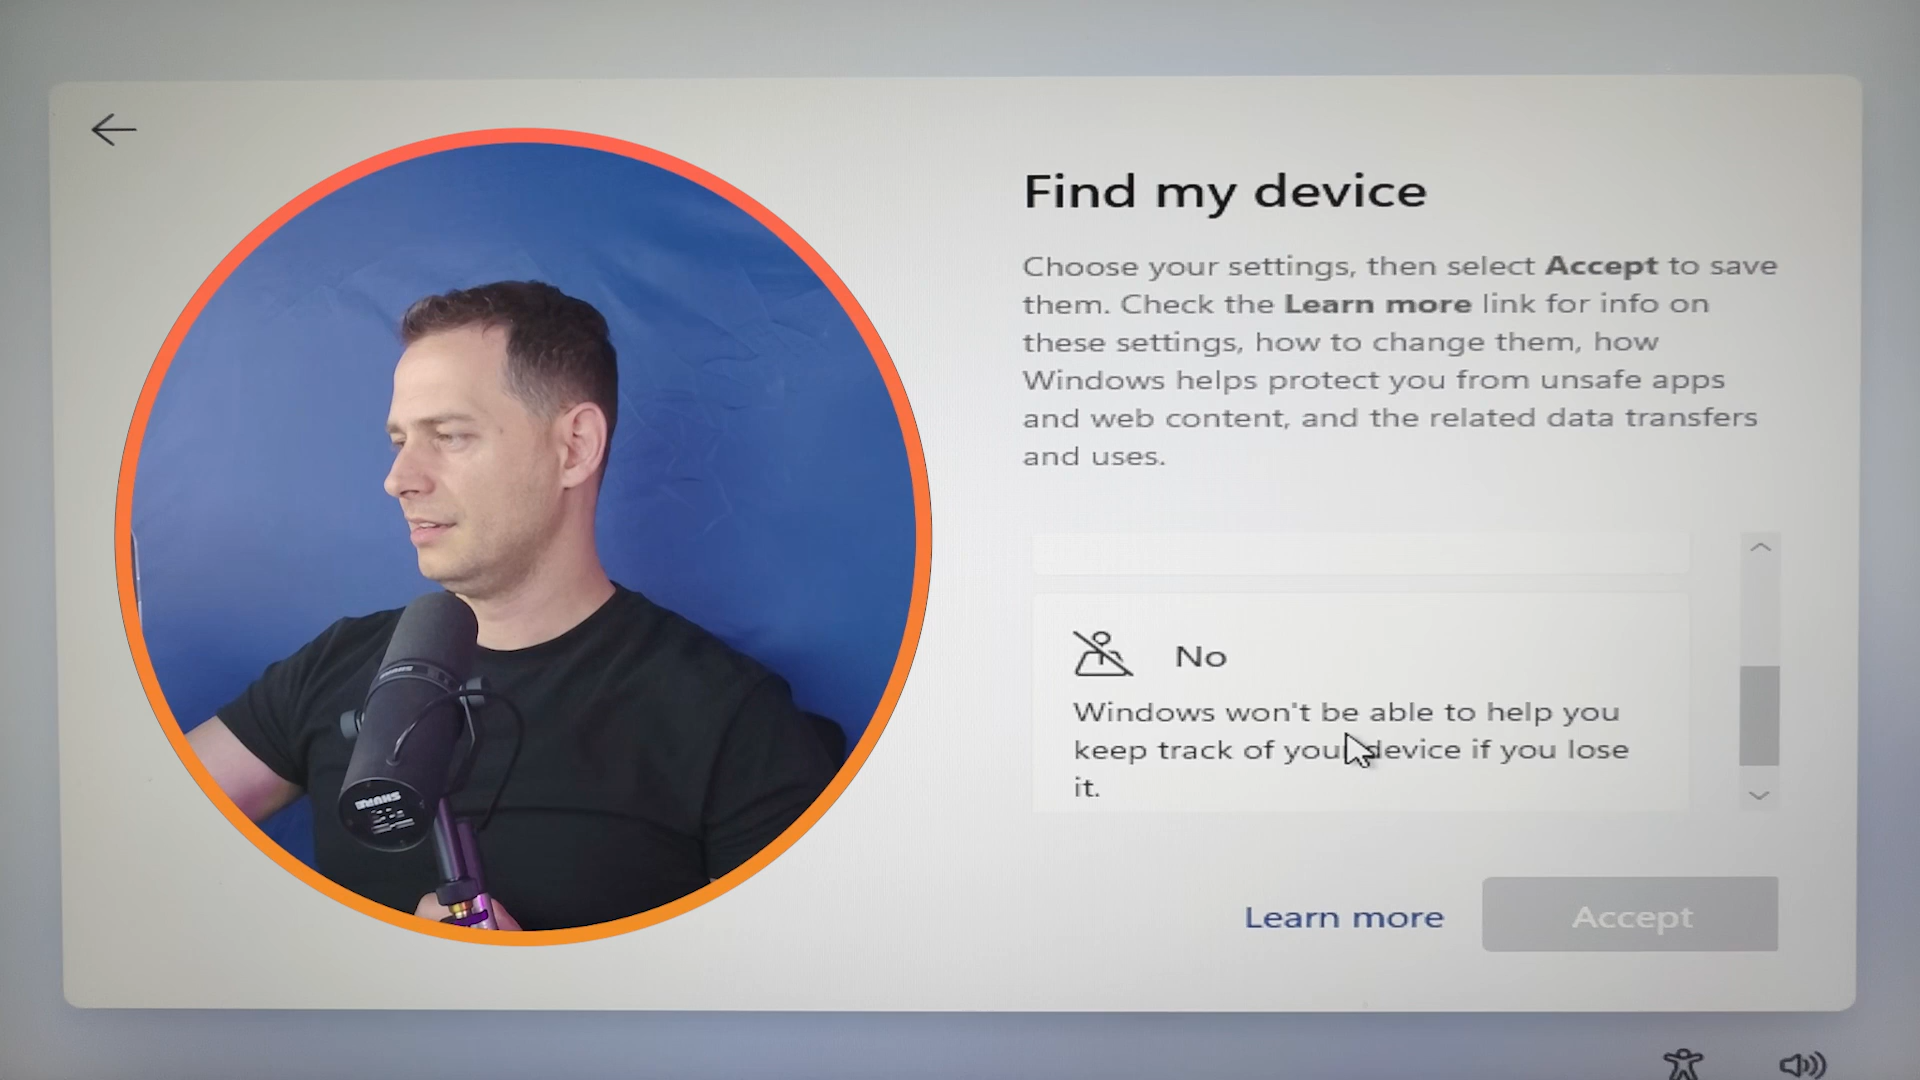 Find my device
Choose your settings, then select Accept to save
them. Check the Learn more link for info on
these settings, how to change them, how
Windows helps protect you from unsafe apps
and web content, and the related data transfers
and uses.
No
Windows won't be able to help you
keep track of your device if you lose
it.
Learn more
Accept
SHURE